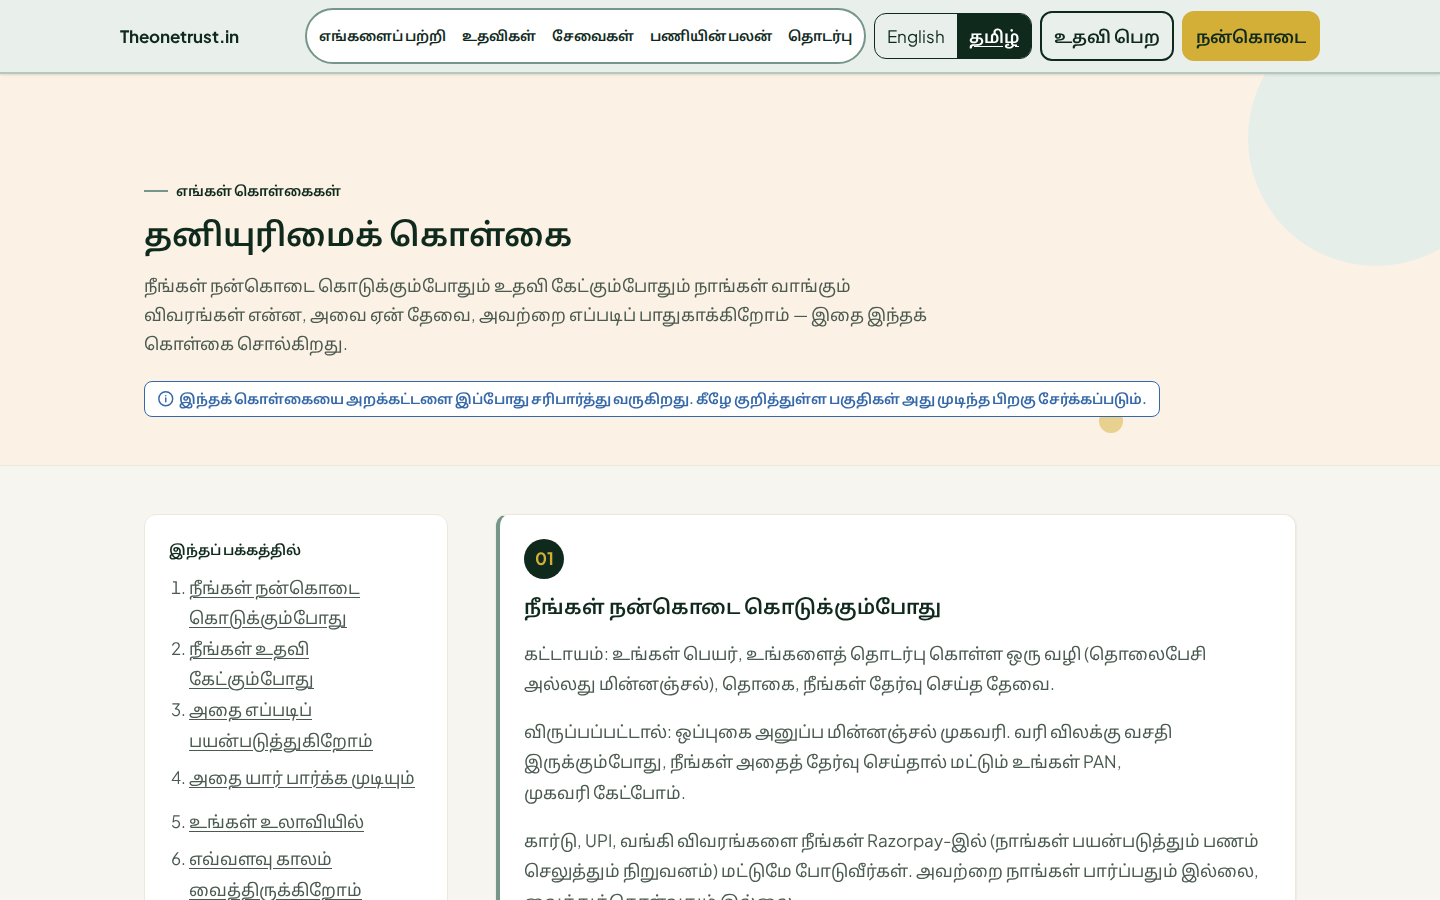 Theonetrust.in
எங்களைப் பற்றி
உதவிகள்
சேவைகள்
பணியின் பலன்
தொடர்பு
English
தமிழ்
உதவி பெற
நன்கொடை
எங்கள் கொள்கைகள்
தனியுரிமைக் கொள்கை
நீங்கள் நன்கொடை கொடுக்கும்போதும் உதவி கேட்கும்போதும் நாங்கள் வாங்கும்
விவரங்கள் என்ன, அவை ஏன் தேவை, அவற்றை எப்படிப் பாதுகாக்கிறோம் — இதை இந்தக்
கொள்கை சொல்கிறது.
இந்தக் கொள்கையை அறக்கட்டளை இப்போது சரிபார்த்து வருகிறது. கீழே குறித்துள்ள பகுதிகள் அது முடிந்த பிறகு சேர்க்கப்படும்.
இந்தப் பக்கத்தில்
1. நீங்கள் நன்கொடை
கொடுக்கும்போது
2. நீங்கள் உதவி
கேட்கும்போது
3. அதை எப்படிப்
பயன்படுத்துகிறோம்
4. அதை யார் பார்க்க முடியும்
5. உங்கள் உலாவியில்
6. எவ்வளவு காலம்
வைத்திருக்கிறோம்
01
நீங்கள் நன்கொடை கொடுக்கும்போது
கட்டாயம்: உங்கள் பெயர், உங்களைத் தொடர்பு கொள்ள ஒரு வழி (தொலைபேசி
அல்லது மின்னஞ்சல்), தொகை, நீங்கள் தேர்வு செய்த தேவை.
விருப்பப்பட்டால்: ஒப்புகை அனுப்ப மின்னஞ்சல் முகவரி. வரி விலக்கு வசதி
இருக்கும்போது, நீங்கள் அதைத் தேர்வு செய்தால் மட்டும் உங்கள் PAN,
முகவரி கேட்போம்.
கார்டு, UPI, வங்கி விவரங்களை நீங்கள் Razorpay-இல் (நாங்கள் பயன்படுத்தும் பணம்
செலுத்தும் நிறுவனம்) மட்டுமே போடுவீர்கள். அவற்றை நாங்கள் பார்ப்பதும் இல்லை,